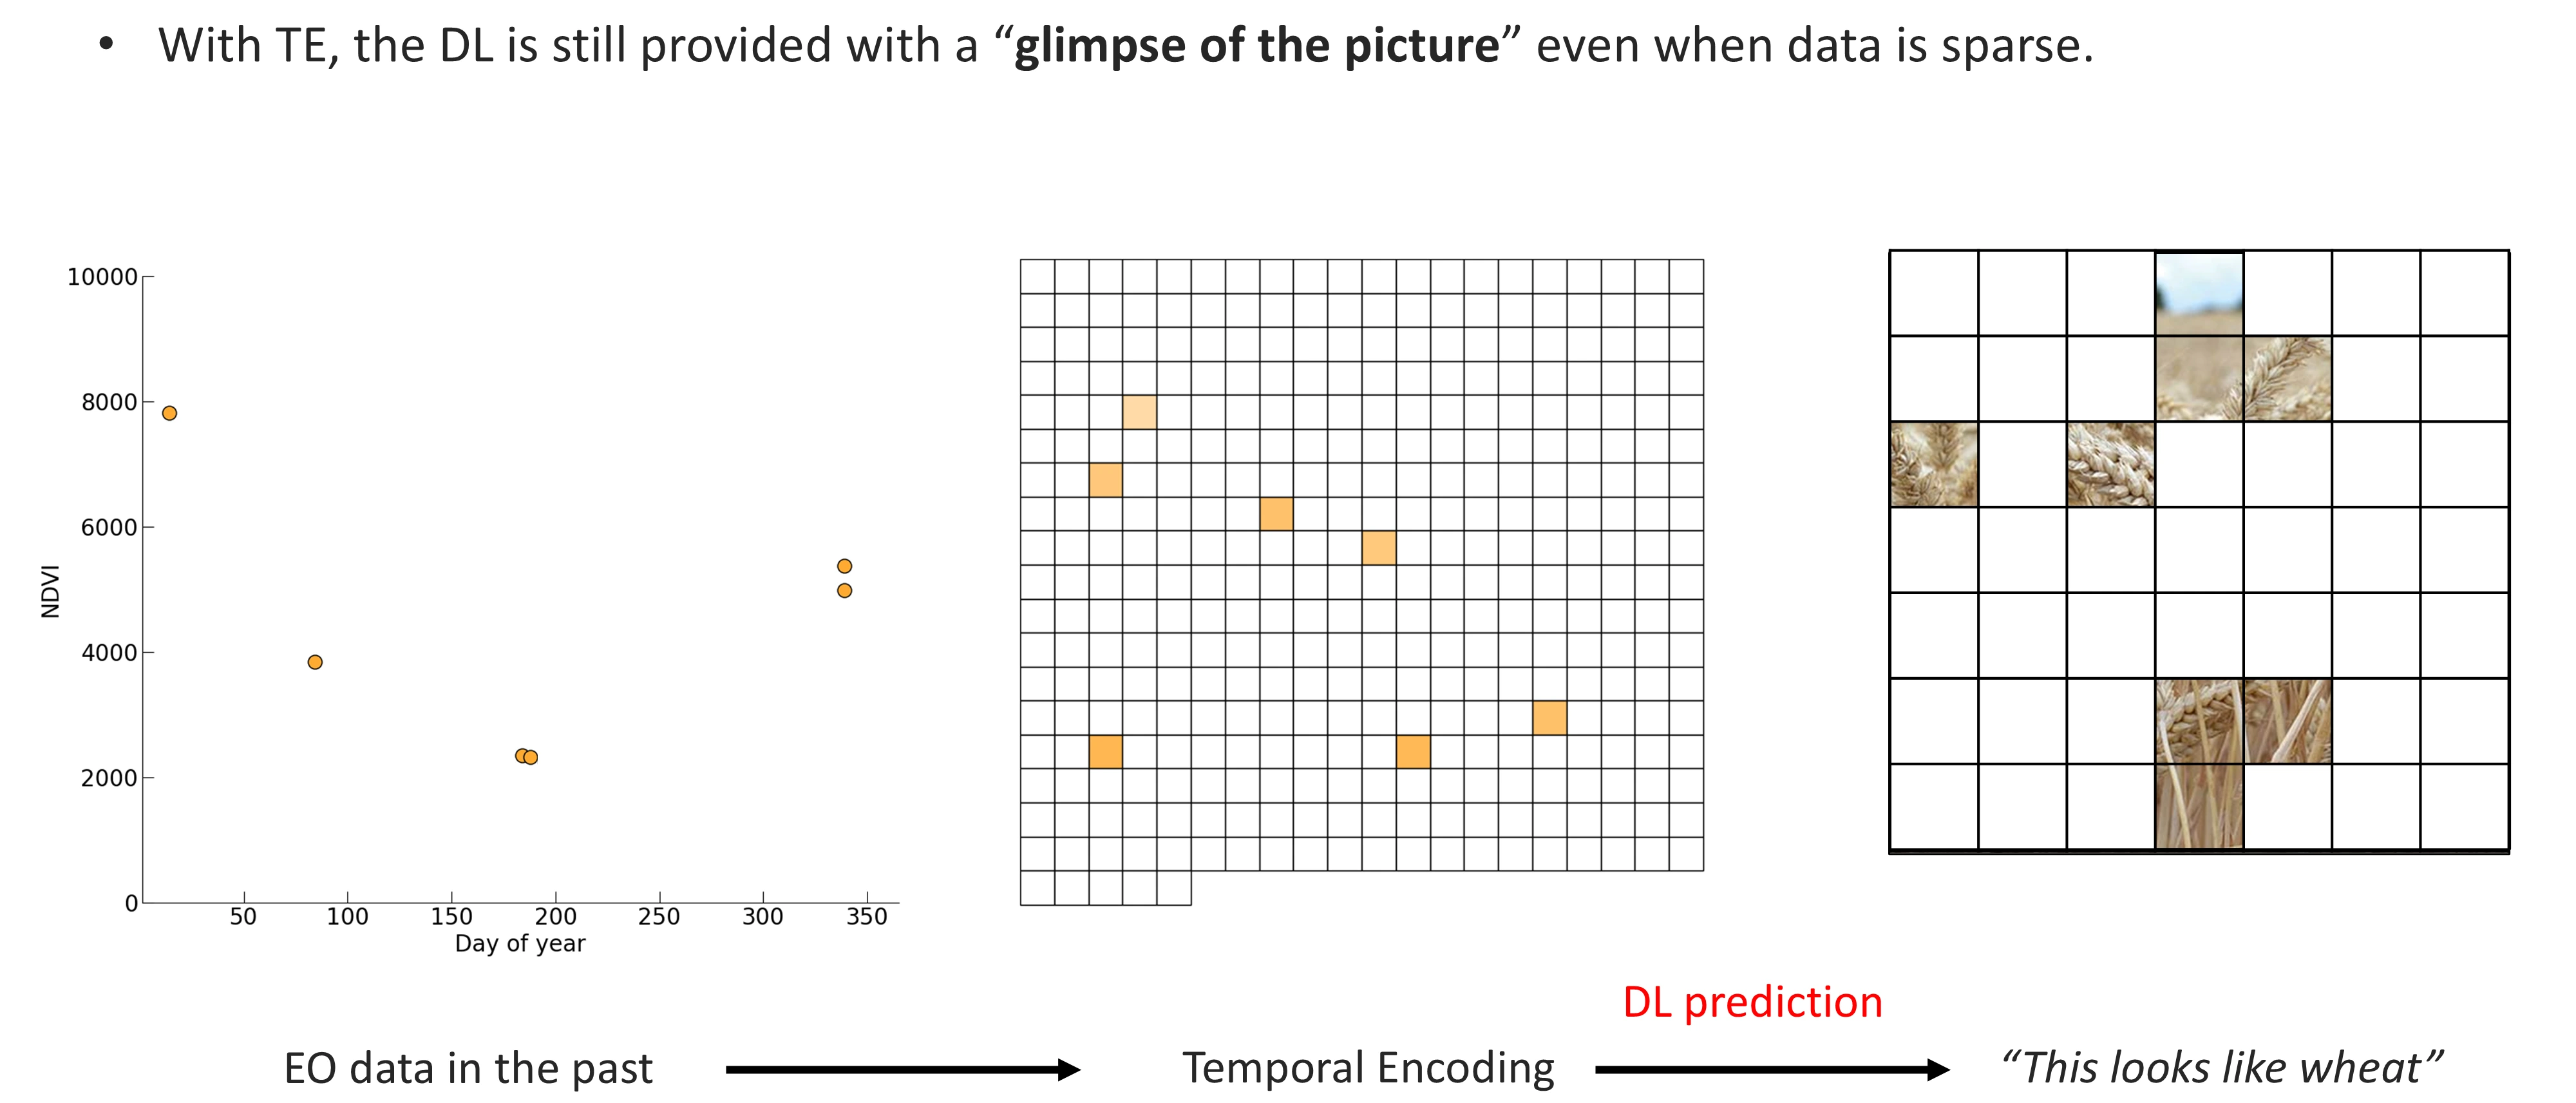 • With TE, the DL is still provided with a “glimpse of the picture” even when data is sparse.
10000
8000
6000
4000
2000
0
NDVI
50 100 150 200 250 300 350
Day of year
DL prediction
EO data in the past
Temporal Encoding
“This looks like wheat”